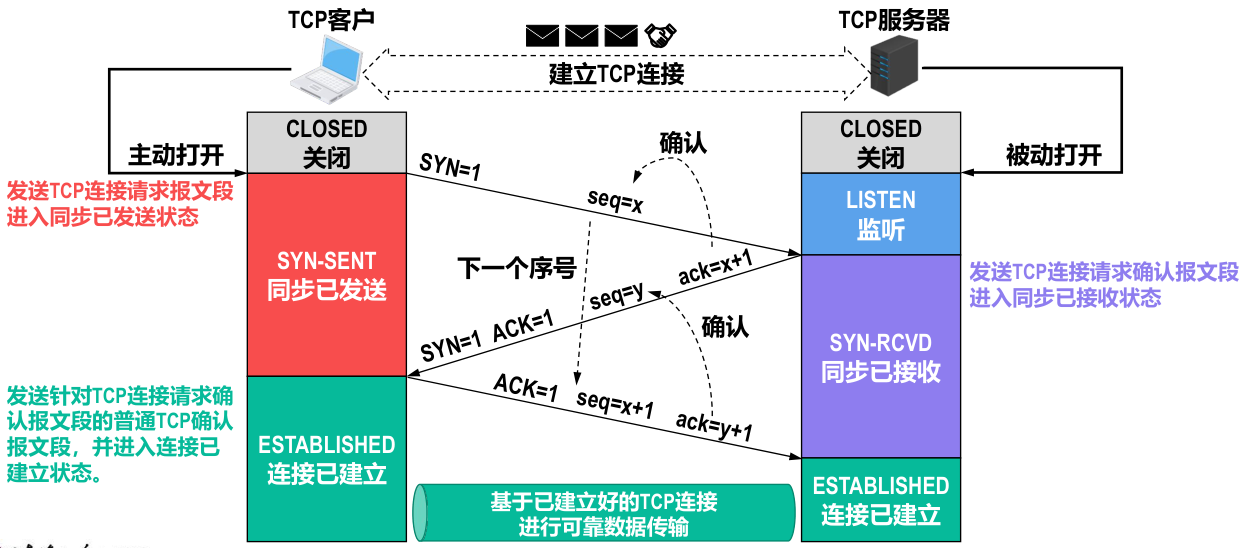 TCP客户
TCP服务器
建立TCP连接
CLOSED
关闭
主动打开
发送TCP连接请求报文段
进入同步已发送状态
SYN-SENT
同步已发送
发送针对TCP连接请求确
认报文段的普通TCP确认
报文段，并进入连接已
建立状态。
ESTABLISHED
连接已建立
SYN=1
seq=x
确认
下一个序号
ack=x+1
seq=y
SYN=1 ACK=1
确认
ACK=1
seq=x+1
ack=y+1
基于已建立好的TCP连接
进行可靠数据传输
CLOSED
关闭
被动打开
LISTEN
监听
发送TCP连接请求确认报文段
进入同步已接收状态
SYN-RCVD
同步已接收
ESTABLISHED
连接已建立